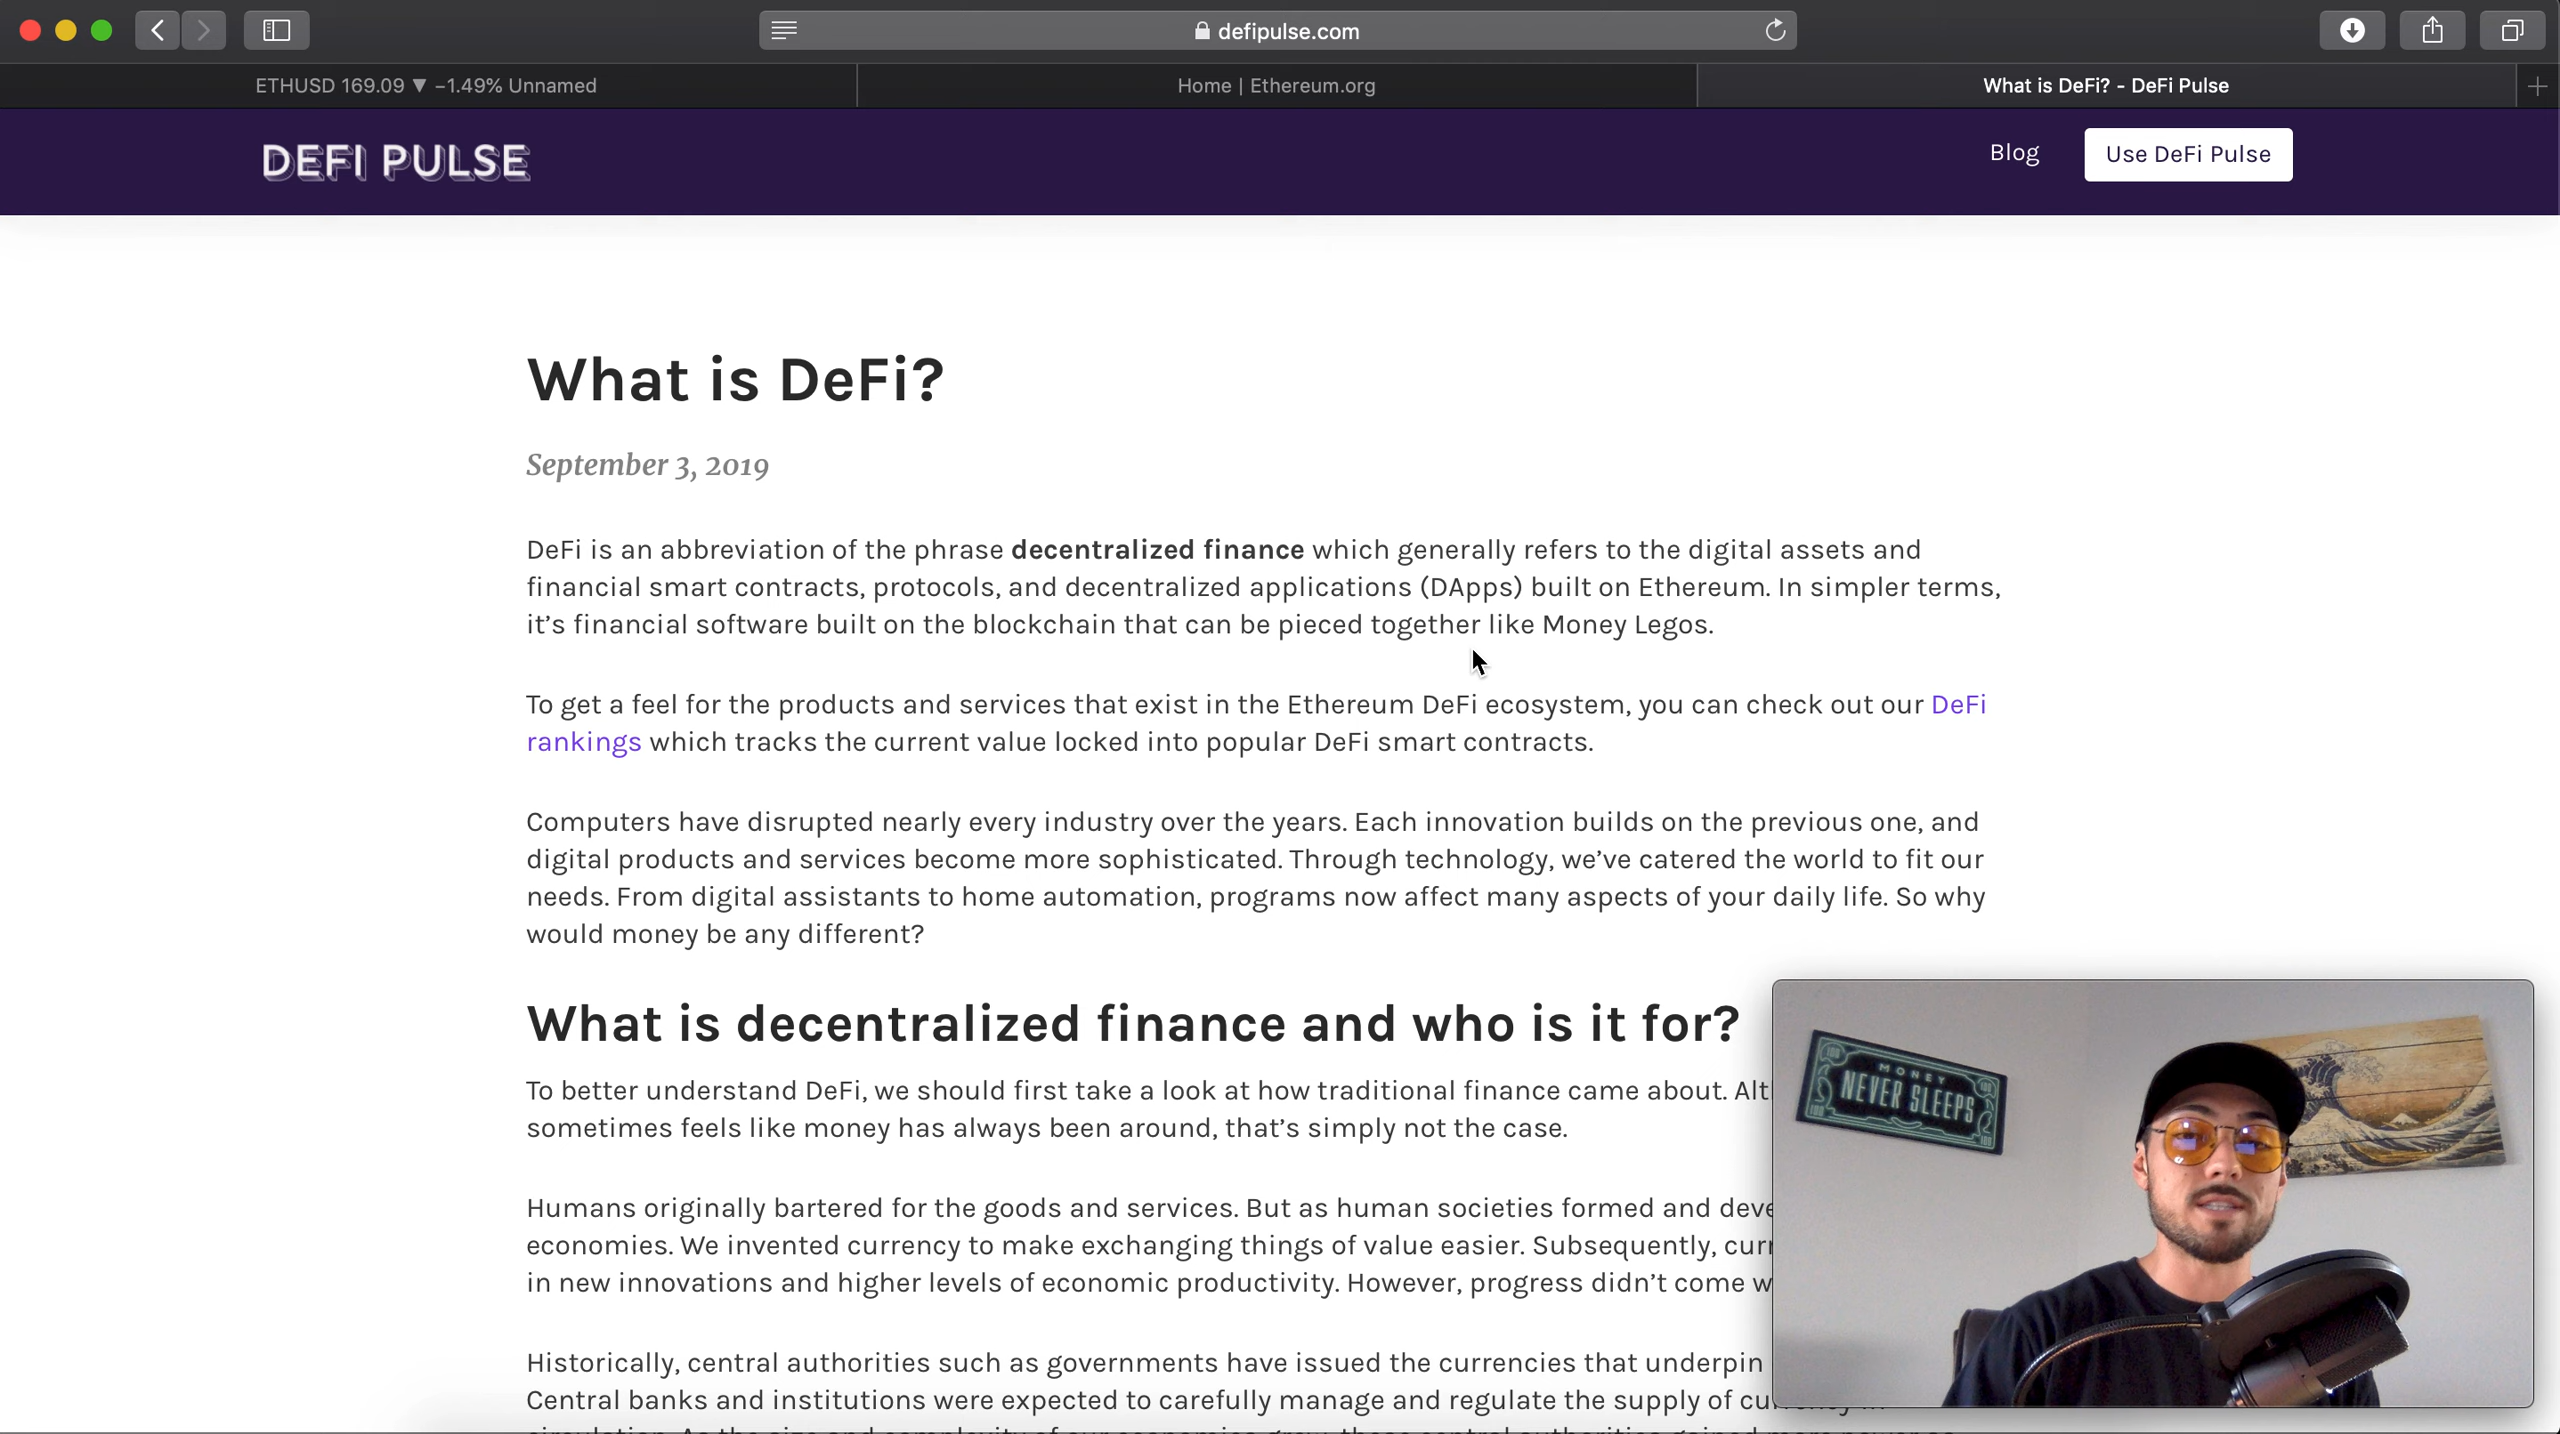 defipulse.com
ETHUSD 169.09 ▼ −1.49% Unnamed
Home | Ethereum.org
What is DeFi? - DeFi Pulse
DEFI PULSE
Blog
Use DeFi Pulse
What is DeFi?
September 3, 2019
DeFi is an abbreviation of the phrase decentralized finance which generally refers to the digital assets and
financial smart contracts, protocols, and decentralized applications (DApps) built on Ethereum. In simpler terms,
it’s financial software built on the blockchain that can be pieced together like Money Legos.
To get a feel for the products and services that exist in the Ethereum DeFi ecosystem, you can check out our DeFi
rankings which tracks the current value locked into popular DeFi smart contracts.
Computers have disrupted nearly every industry over the years. Each innovation builds on the previous one, and
digital products and services become more sophisticated. Through technology, we’ve catered the world to fit our
needs. From digital assistants to home automation, programs now affect many aspects of your daily life. So why
would money be any different?
What is decentralized finance and who is it for?
To better understand DeFi, we should first take a look at how traditional finance came about.
sometimes feels like money has always been around, that’s simply not the case.
Humans originally bartered for the goods and services. But as human societies formed and
economies. We invented currency to make exchanging things of value easier. Subsequently,
in new innovations and higher levels of economic productivity. However, progress didn’t come
Historically, central authorities such as governments have issued the currencies that underpin
Central banks and institutions were expected to carefully manage and regulate the supply of
MONEY
NEVER SLEEPS
100
100
100
100